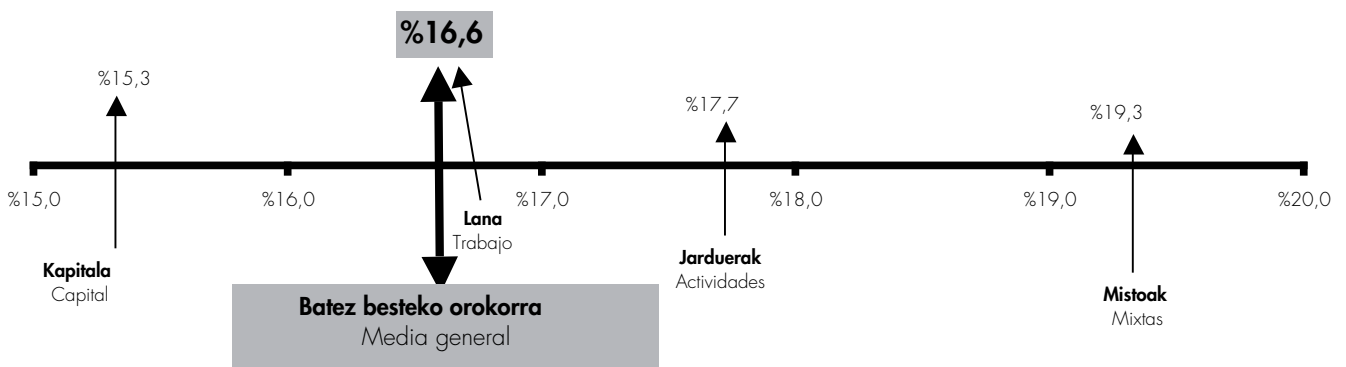 %16,6
%15,3
%17,7
%19,3
%15,0
%16,0
%17,0
%18,0
%19,0
%20,0
Lana
Trabajo
Jarduerak
Actividades
Kapitala
Capital
Mistoak
Mixtas
Batez besteko orokorra
Media general